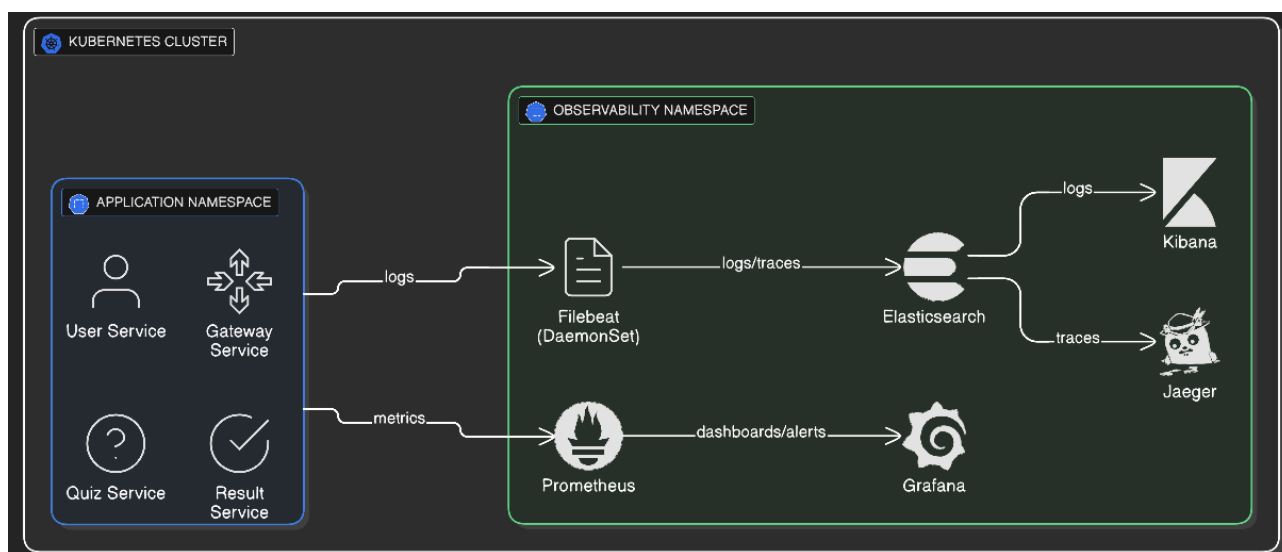 KUBERNETES CLUSTER
OBSERVABILITY NAMESPACE
APPLICATION NAMESPACE
User Service
Gateway
Service
Quiz Service
Result
Service
logs
metrics
Filebeat
(DaemonSet)
logs/traces
Elasticsearch
logs
Kibana
traces
Jaeger
Prometheus
dashboards/alerts
Grafana